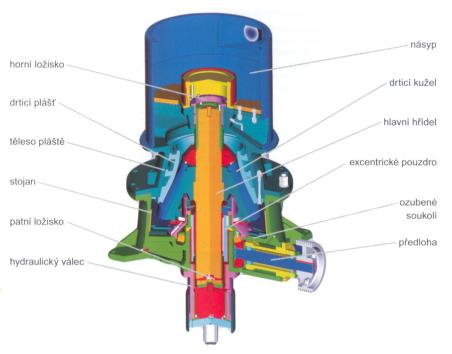 horní ložisko
drticí plášť
těleso pláště
stojan
patní ložisko
hydraulický válec
násyp
drticí kužel
hlavní hřídel
excentrické pouzdro
ozubené
soukolí
předloha